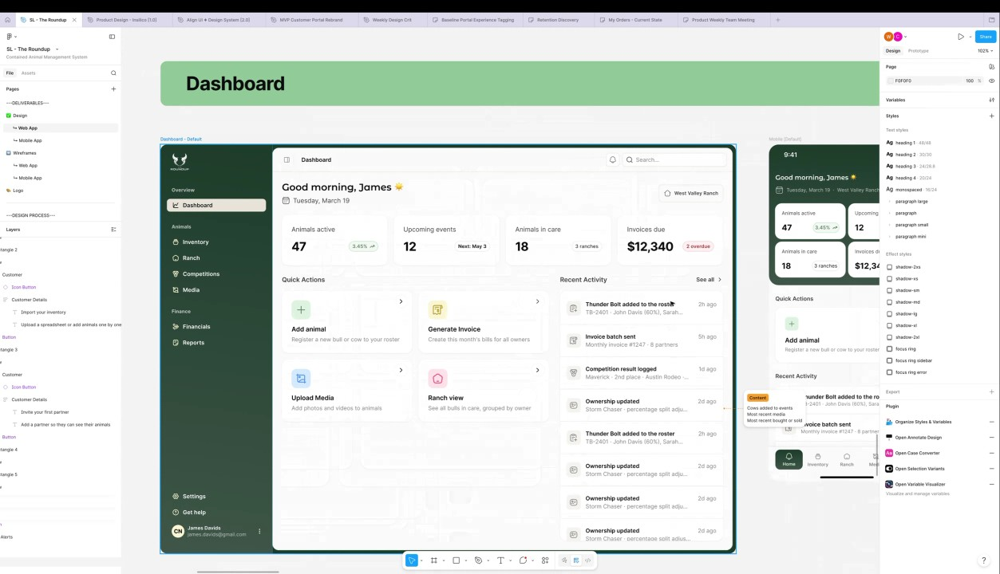 SL - The Roundup
Product Design - Insilico [1.0]
Align UI ✦ Design System [2.0]
MVP Customer Portal Rebrand
Weekly Design Crit
Baseline Portal Experience Tagging
Retention Discovery
My Orders - Current State
Product Weekly Team Meeting
SL - The Roundup
Contained Animal Management System
File
Assets
Pages
---DELIVERABLES---
Design
Web App
Mobile App
Wireframes
Web App
Mobile App
Logo
---DESIGN PROCESS---
Layers
Customer
Icon Button
Customer Details
Import your inventory
Upload a spreadsheet or add animals one by one
Button
Customer
Icon Button
Customer Details
Invite your first partner
Add a partner so they can see their animals
Button
Alerts
Dashboard
Dashboard - Default
ROUNDUP
Overview
Dashboard
Animals
Inventory
Ranch
Competitions
Media
Finance
Financials
Reports
Settings
Get help
CN
James Davids
james.davids@gmail.com
Dashboard
Search...
Good morning, James ☀️
Tuesday, March 19
West Valley Ranch
Animals active
47
3.45%
Upcoming events
12
Next: May 3
Animals in care
18
3 ranches
Invoices due
$12,340
2 overdue
Quick Actions
Add animal
Register a new bull or cow to your roster
Generate Invoice
Create this month's bills for all owners
Upload Media
Add photos and videos to animals
Ranch view
See all bulls in care, grouped by owner
Recent Activity
See all
Thunder Bolt added to the roster
2h ago
TB-2401 · John Davis (60%), Sarah...
Invoice batch sent
5h ago
Monthly invoice #1247 · 8 partners
Competition result logged
1d ago
Maverick · 2nd place · Austin Rodeo ·...
Ownership updated
2d ago
Storm Chaser · percentage split adju...
Thunder Bolt added to the roster
2h ago
TB-2401 · John Davis (60%), Sarah...
Ownership updated
2d ago
Storm Chaser · percentage split adju...
Ownership updated
2d ago
Storm Chaser · percentage split adju...
Ownership updated
2d ago
Storm Chaser · percentage split adjus...
Content
Cows added to events
Most recent media
Most recent bought or sold
Mobile [Default]
9:41
Good morning, James ☀️
Tuesday, March 19 · West Valley Ranch
Animals active
47
3.45%
Upcoming
12
Animals in care
18
3 ranches
Invoices
$12,34
Quick Actions
Add animal
Register a new bull or cow to your roster
Recent Activity
hunder Bolt added to the ro
nvoice batch sent
Monthly invoice #1247 · 8 partner
Home
Inventory
Ranch
W
C
Share
Design
Prototype
102%
Page
F0F0F0
100
%
Variables
Styles
Text styles
Ag heading 1 · 48/48
Ag heading 2 · 30/30
Ag heading 3 · 24/28.8
Ag heading 4 · 20/24
Ag monospaced · 16/24
paragraph large
paragraph
paragraph small
paragraph mini
Effect styles
shadow-2xs
shadow-xs
shadow-sm
shadow-md
shadow-lg
shadow-xl
shadow-2xl
focus ring
focus ring sidebar
focus ring error
Export
Plugin
Organize Styles & Variables
Open Annotate Design
Aa
Open Case Converter
Open Selection Variants
Open Variable Visualizer
Visualize and manage variables
?